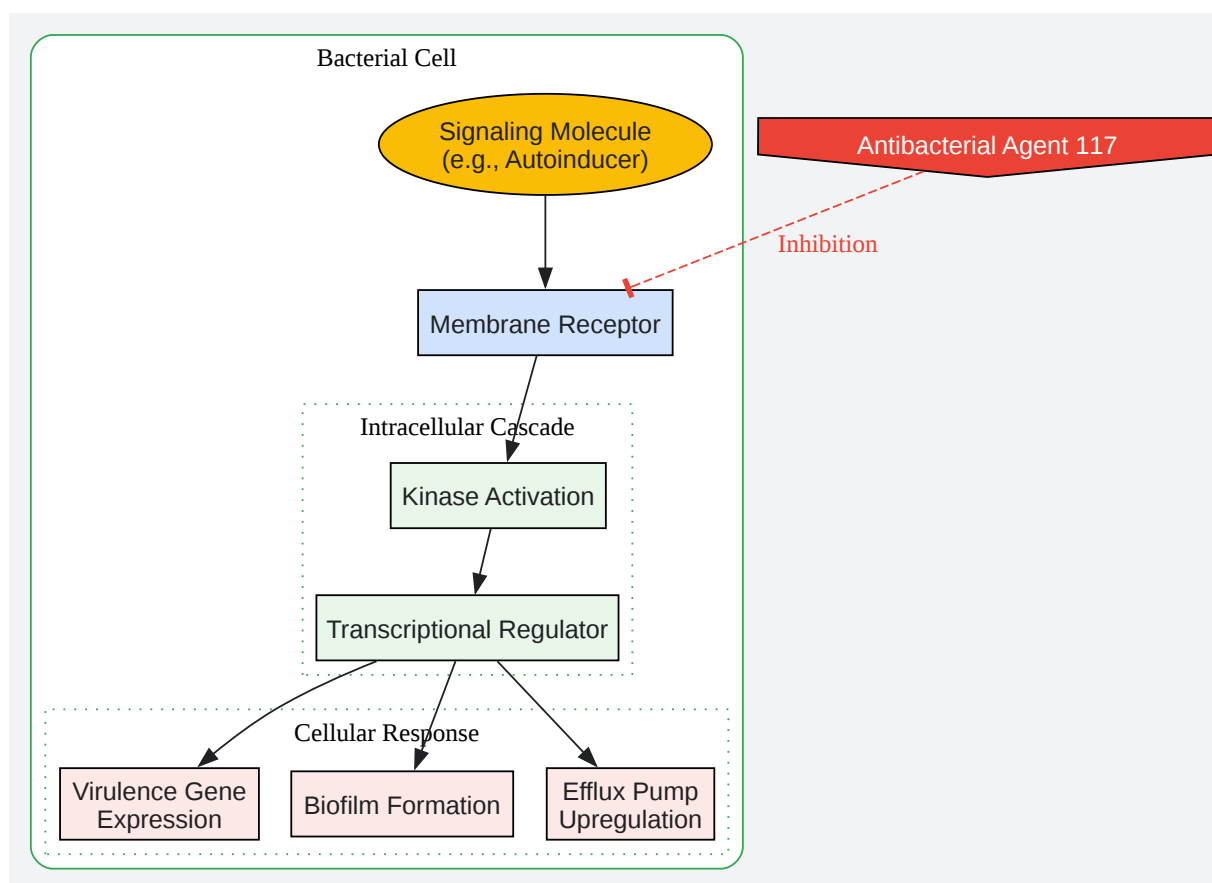 Bacterial Cell
Signaling Molecule
(e.g., Autoinducer)
Antibacterial Agent 117
Inhibition
Membrane Receptor
Intracellular Cascade
Kinase Activation
Transcriptional Regulator
Cellular Response
Virulence Gene
Expression
Biofilm Formation
Efflux Pump
Upregulation